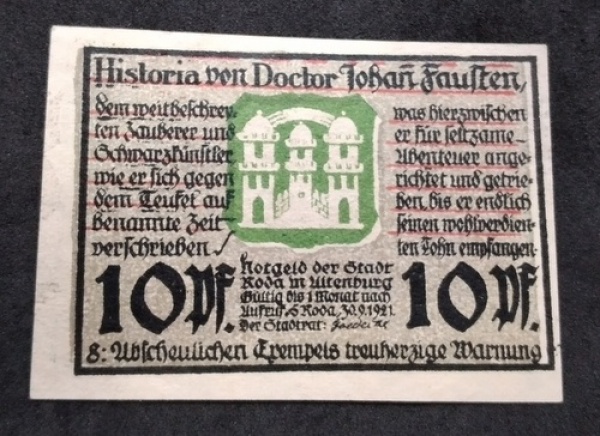 Historia von Doctor Johan̄ Fausten,
dem weitbeschrey-
ten Zauberer und
Schwarzkünstler
wie er sich gegen
dem Teufel auf
benannte Zeit
verschrieben
was hierzwischen
er für seltzame
Abenteuer ange-
richtet und getrie-
ben, bis er endlich
seinen wohlverdien-
ten Lohn empfangen.
10 Pf.
Notgeld der Stadt
Roda in Altenburg
Gültig bis 1 Monat nach
Aufruf. S. Roda, 30.9.1921.
Der Stadtrat:
10 Pf.
8: Abscheulichen Exempels treuherzige Warnung